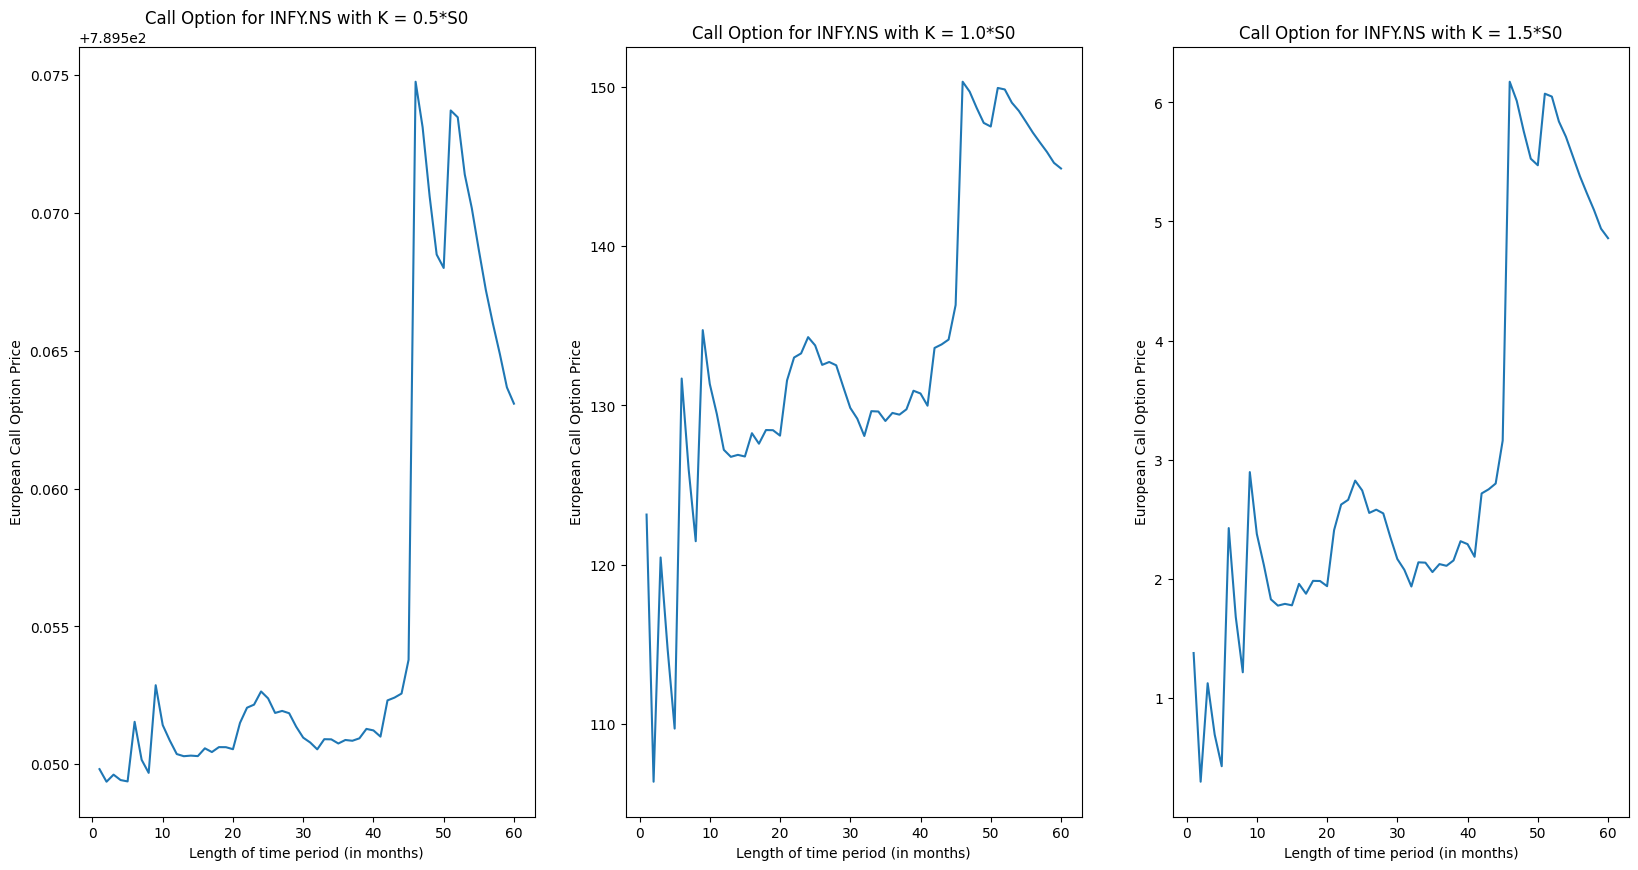 Call Option for INFY.NS with K = 0.5*S0
+7.895e2
0.075
0.070
0.065
0.060
0.055
0.050
European Call Option Price
0 10 20 30 40 50 60
Length of time period (in months)
Call Option for INFY.NS with K = 1.0*S0
150
140
130
120
110
European Call Option Price
0 10 20 30 40 50 60
Length of time period (in months)
Call Option for INFY.NS with K = 1.5*S0
6
5
4
3
2
1
European Call Option Price
0 10 20 30 40 50 60
Length of time period (in months)